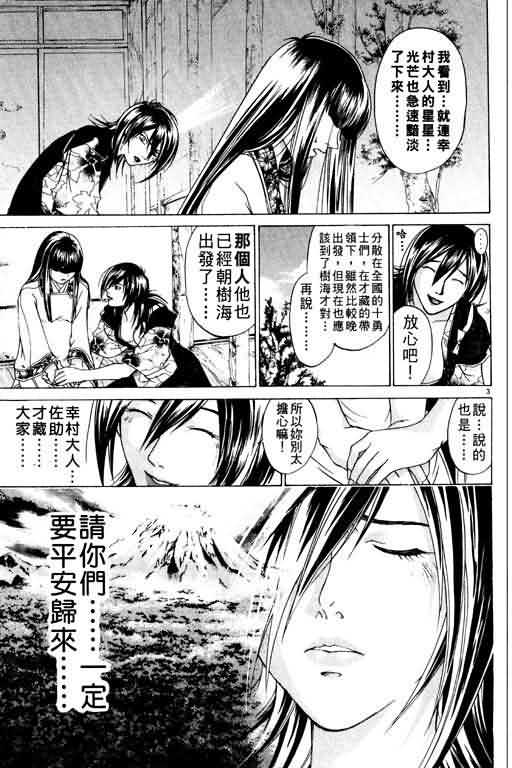 我看到…就連幸
村大人的星星…
光芒也急速黯淡
了下來………
…
哈…
放心吧！
分散在全國的十勇
士們，在才藏的帶
領下，雖然比較晚
出發，但現在也應
該到了樹海才對…
再說…
那個人他也
已經朝樹海
出發了……
3
說…說的
也是……
所以妳別太
擔心嘛！
幸村大人…
佐助……
才藏……
大家……
請你們……一定
要平安歸來………